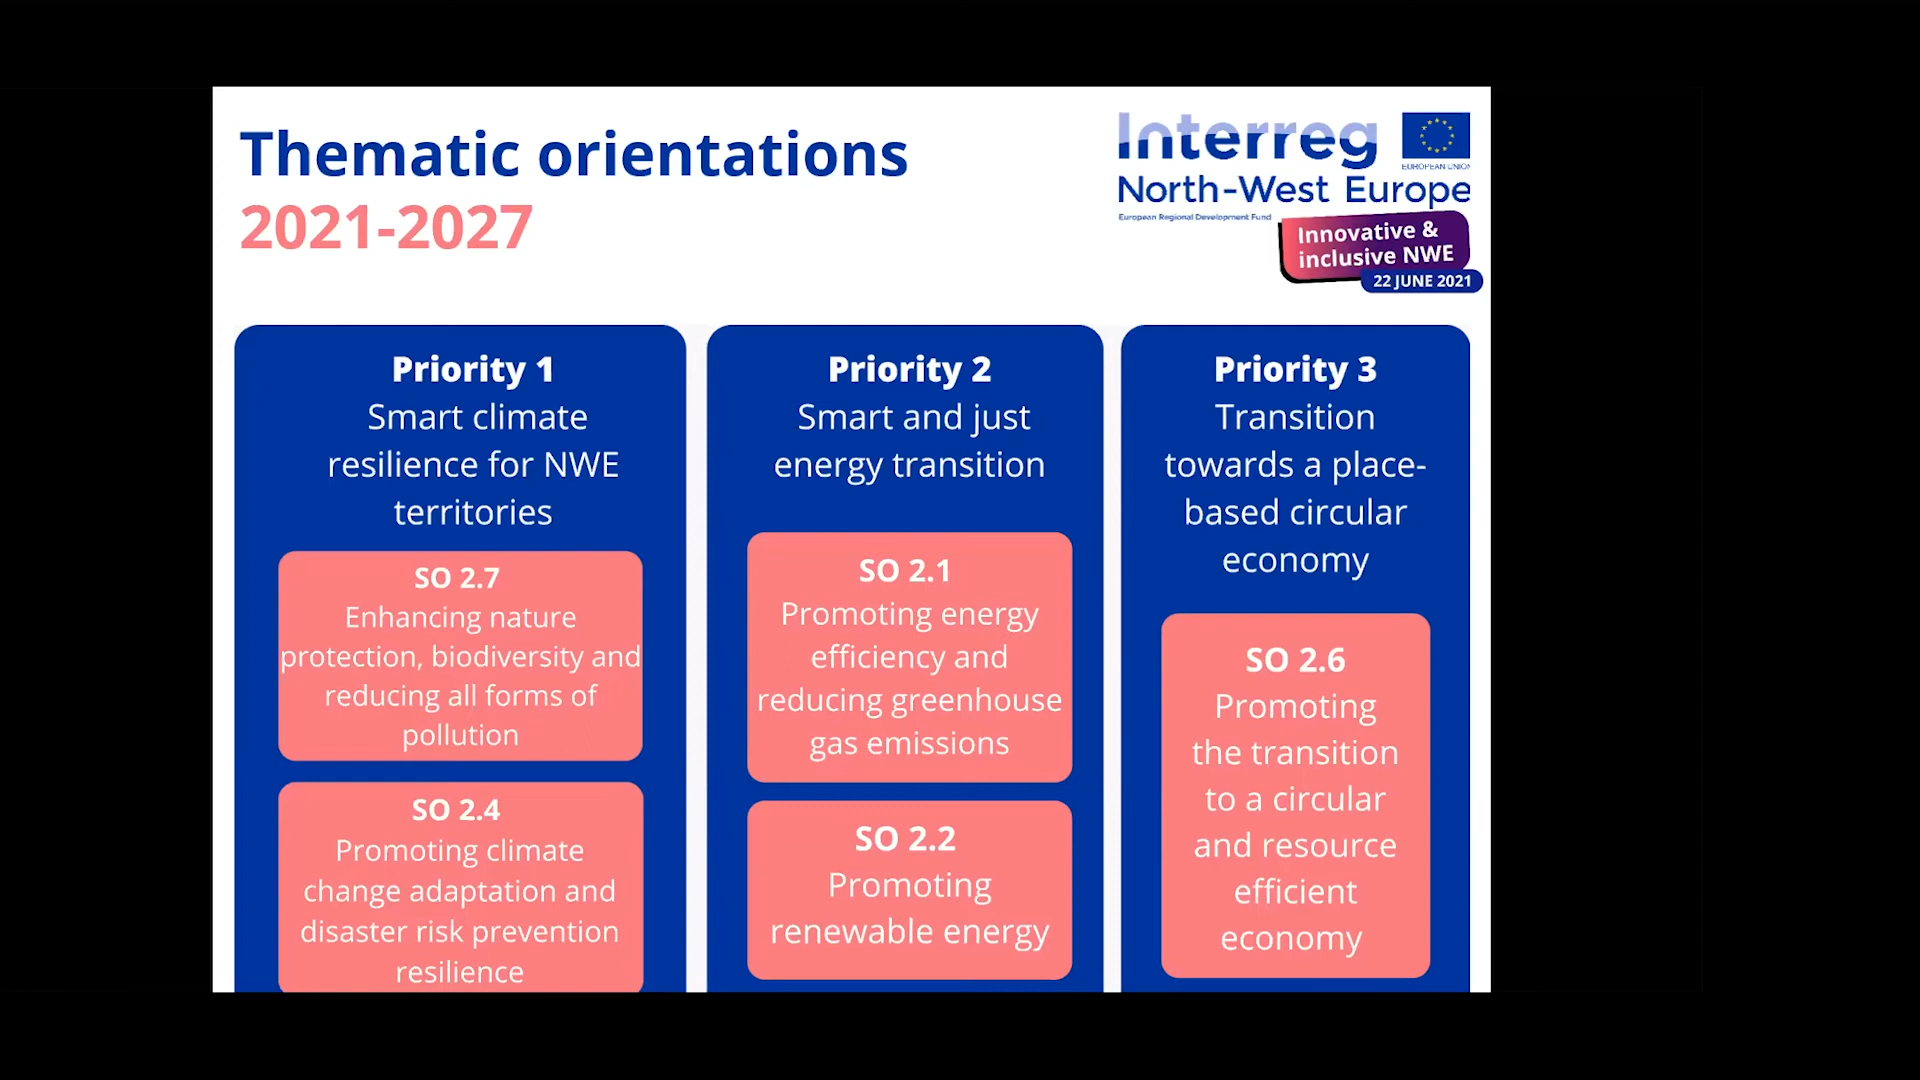 Thematic orientations
2021-2027
Interreg
EUROPEAN UNION
North-West Europe
European Regional Development Fund
Innovative &
inclusive NWE
22 JUNE 2021
Priority 1
Smart climate
resilience for NWE
territories
SO 2.7
Enhancing nature
protection, biodiversity and
reducing all forms of
pollution
SO 2.4
Promoting climate
change adaptation and
disaster risk prevention
resilience
Priority 2
Smart and just
energy transition
SO 2.1
Promoting energy
efficiency and
reducing greenhouse
gas emissions
SO 2.2
Promoting
renewable energy
Priority 3
Transition
towards a place-
based circular
economy
SO 2.6
Promoting
the transition
to a circular
and resource
efficient
economy